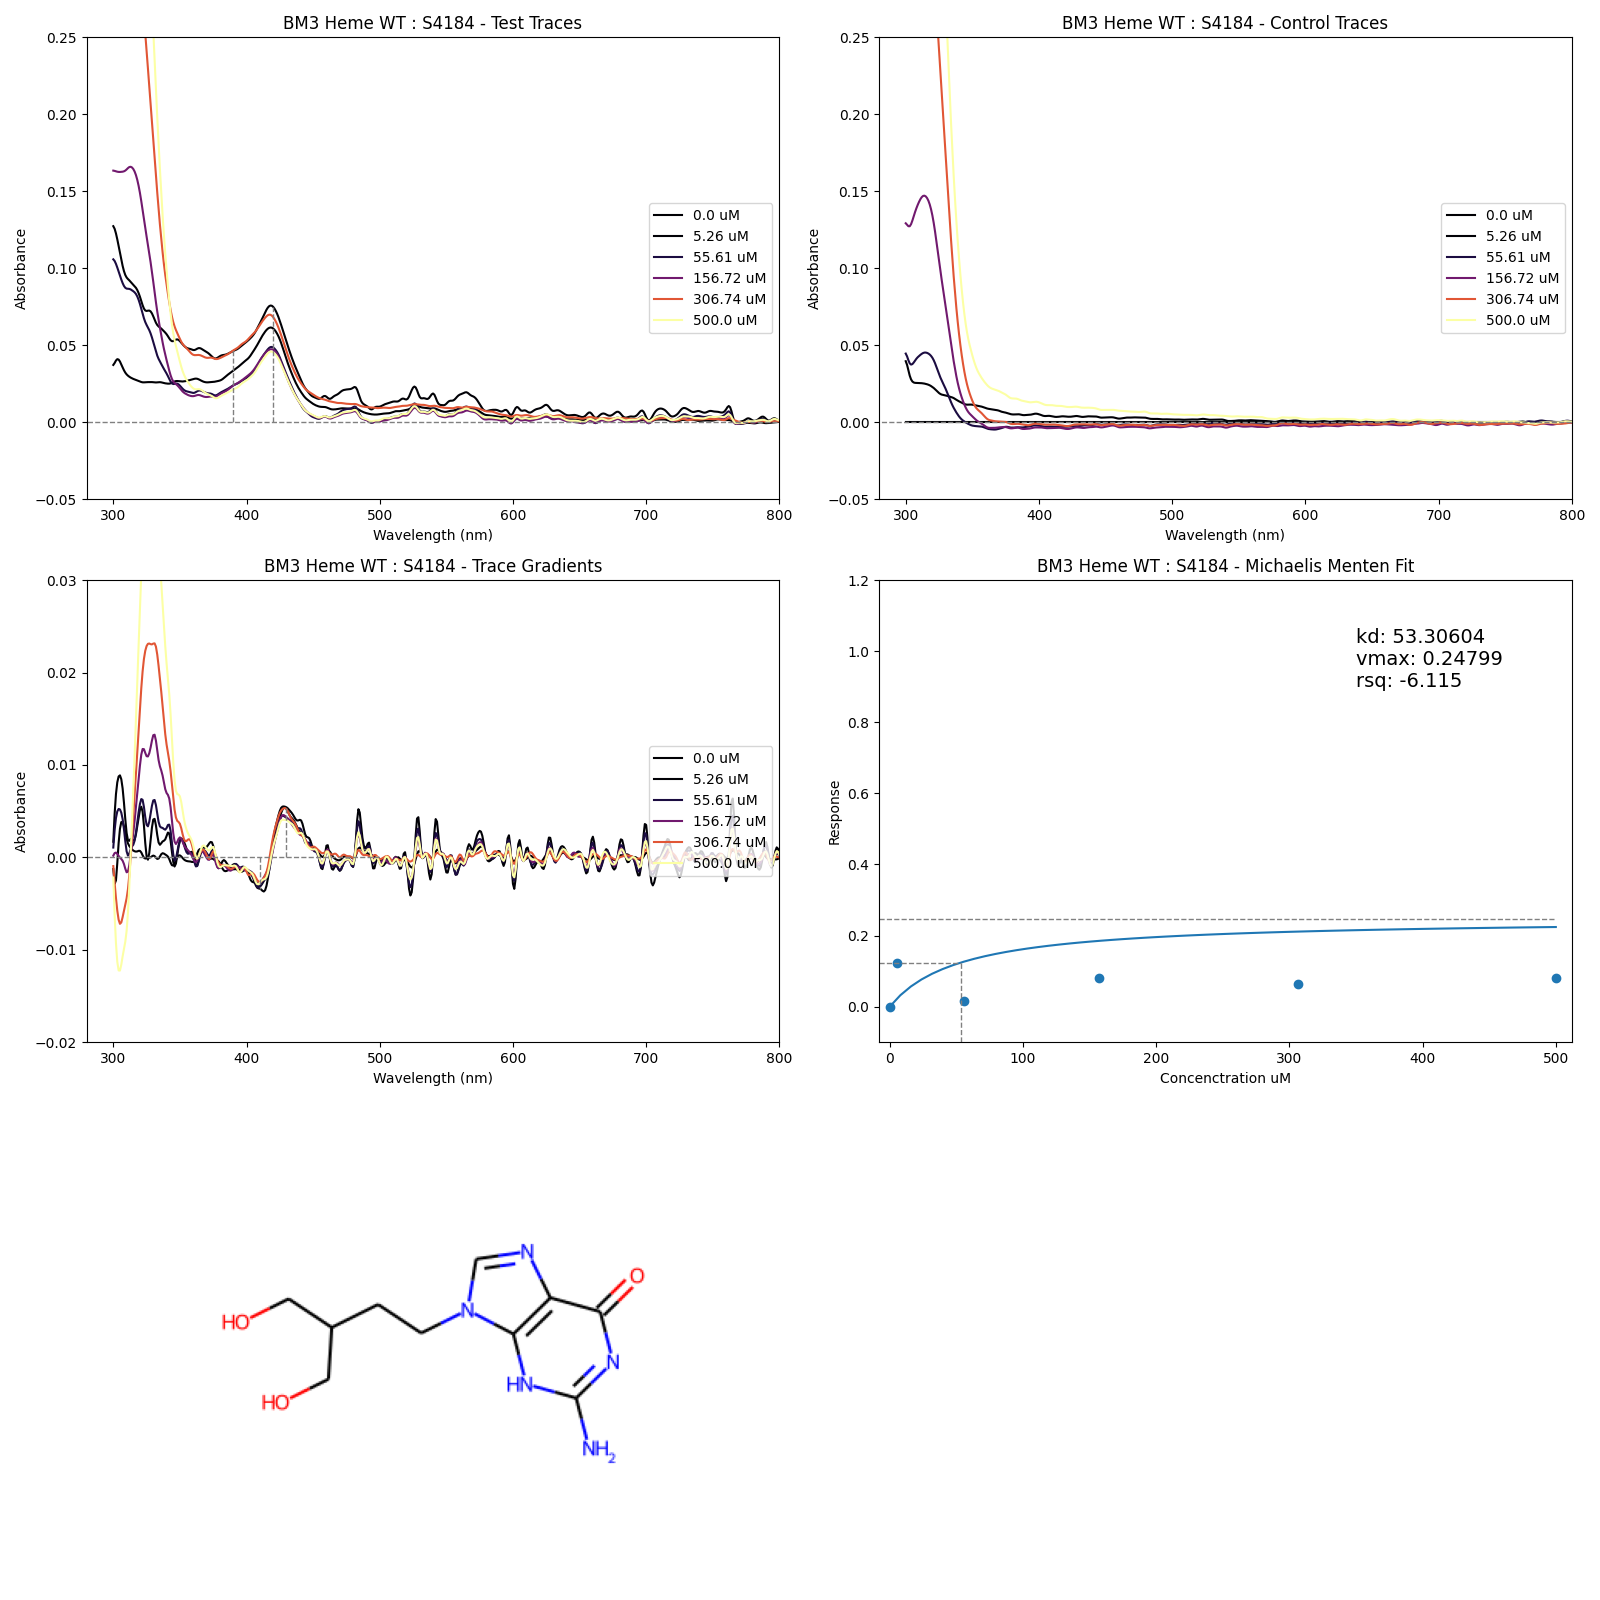 BM3 Heme WT : S4184 - Test Traces
0.25
0.20
0.15
0.10
0.05
0.00
−0.05
Absorbance
300 400 500 600 700 800
Wavelength (nm)
0.0 uM
5.26 uM
55.61 uM
156.72 uM
306.74 uM
500.0 uM
BM3 Heme WT : S4184 - Control Traces
0.25
0.20
0.15
0.10
0.05
0.00
−0.05
Absorbance
300 400 500 600 700 800
Wavelength (nm)
0.0 uM
5.26 uM
55.61 uM
156.72 uM
306.74 uM
500.0 uM
BM3 Heme WT : S4184 - Trace Gradients
0.03
0.02
0.01
0.00
−0.01
−0.02
Absorbance
300 400 500 600 700 800
Wavelength (nm)
0.0 uM
5.26 uM
55.61 uM
156.72 uM
306.74 uM
500.0 uM
BM3 Heme WT : S4184 - Michaelis Menten Fit
1.2
1.0
0.8
0.6
0.4
0.2
0.0
Response
0 100 200 300 400 500
Concenctration uM
kd: 53.30604
vmax: 0.24799
rsq: -6.115
N
O
N
HO
N
HN
HO
NH2